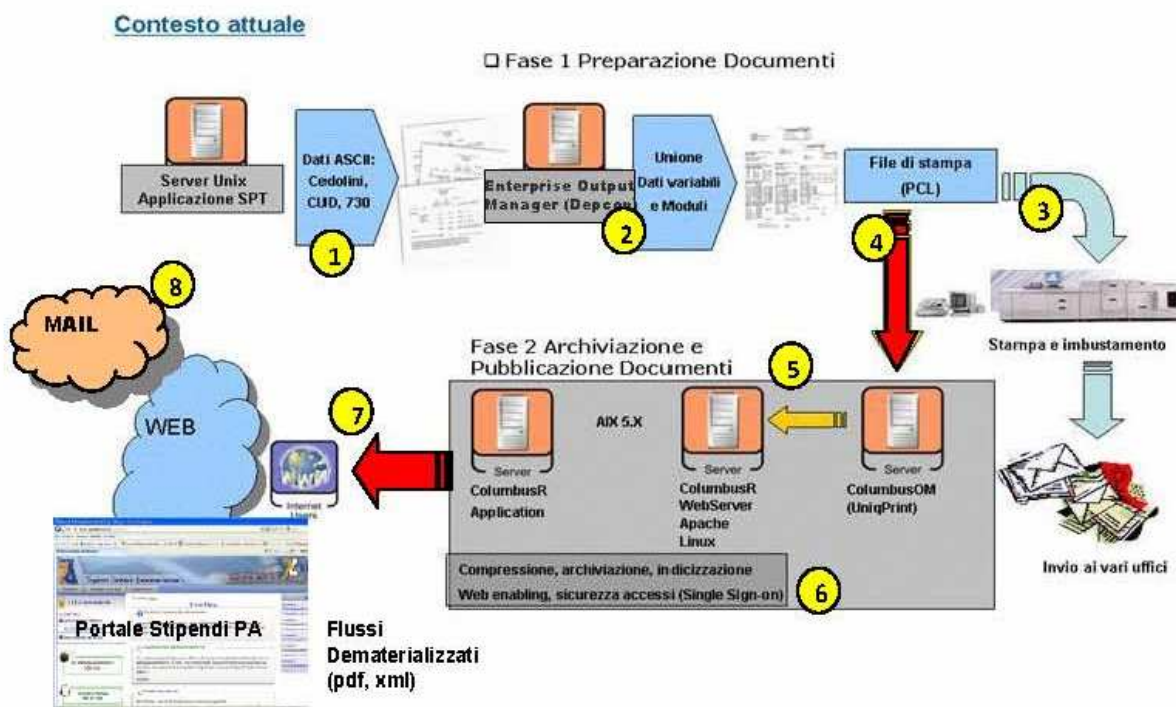 Contesto attuale
❑ Fase 1 Preparazione Documenti
Server Unix
Applicazione SPT
Dati ASCII:
Cedolini,
CUD, 730
1
Enterprise Output
Manager (Depcon)
2
Unione
Dati variabili
e Moduli
File di stampa
(PCL)
3
4
Stampa e imbustamento
Invio ai vari uffici
8
MAIL
WEB
7
Internet
Users
Fase 2 Archiviazione e
Pubblicazione Documenti
5
AIX 5.X
Server
ColumbusR
Application
Server
ColumbusR
WebServer
Apache
Linux
Server
ColumbusOM
(UniqPrint)
Compressione, archiviazione, indicizzazione
Web enabling, sicurezza accessi (Single Sign-on)
6
Portale Stipendi PA
Flussi
Dematerializzati
(pdf, xml)